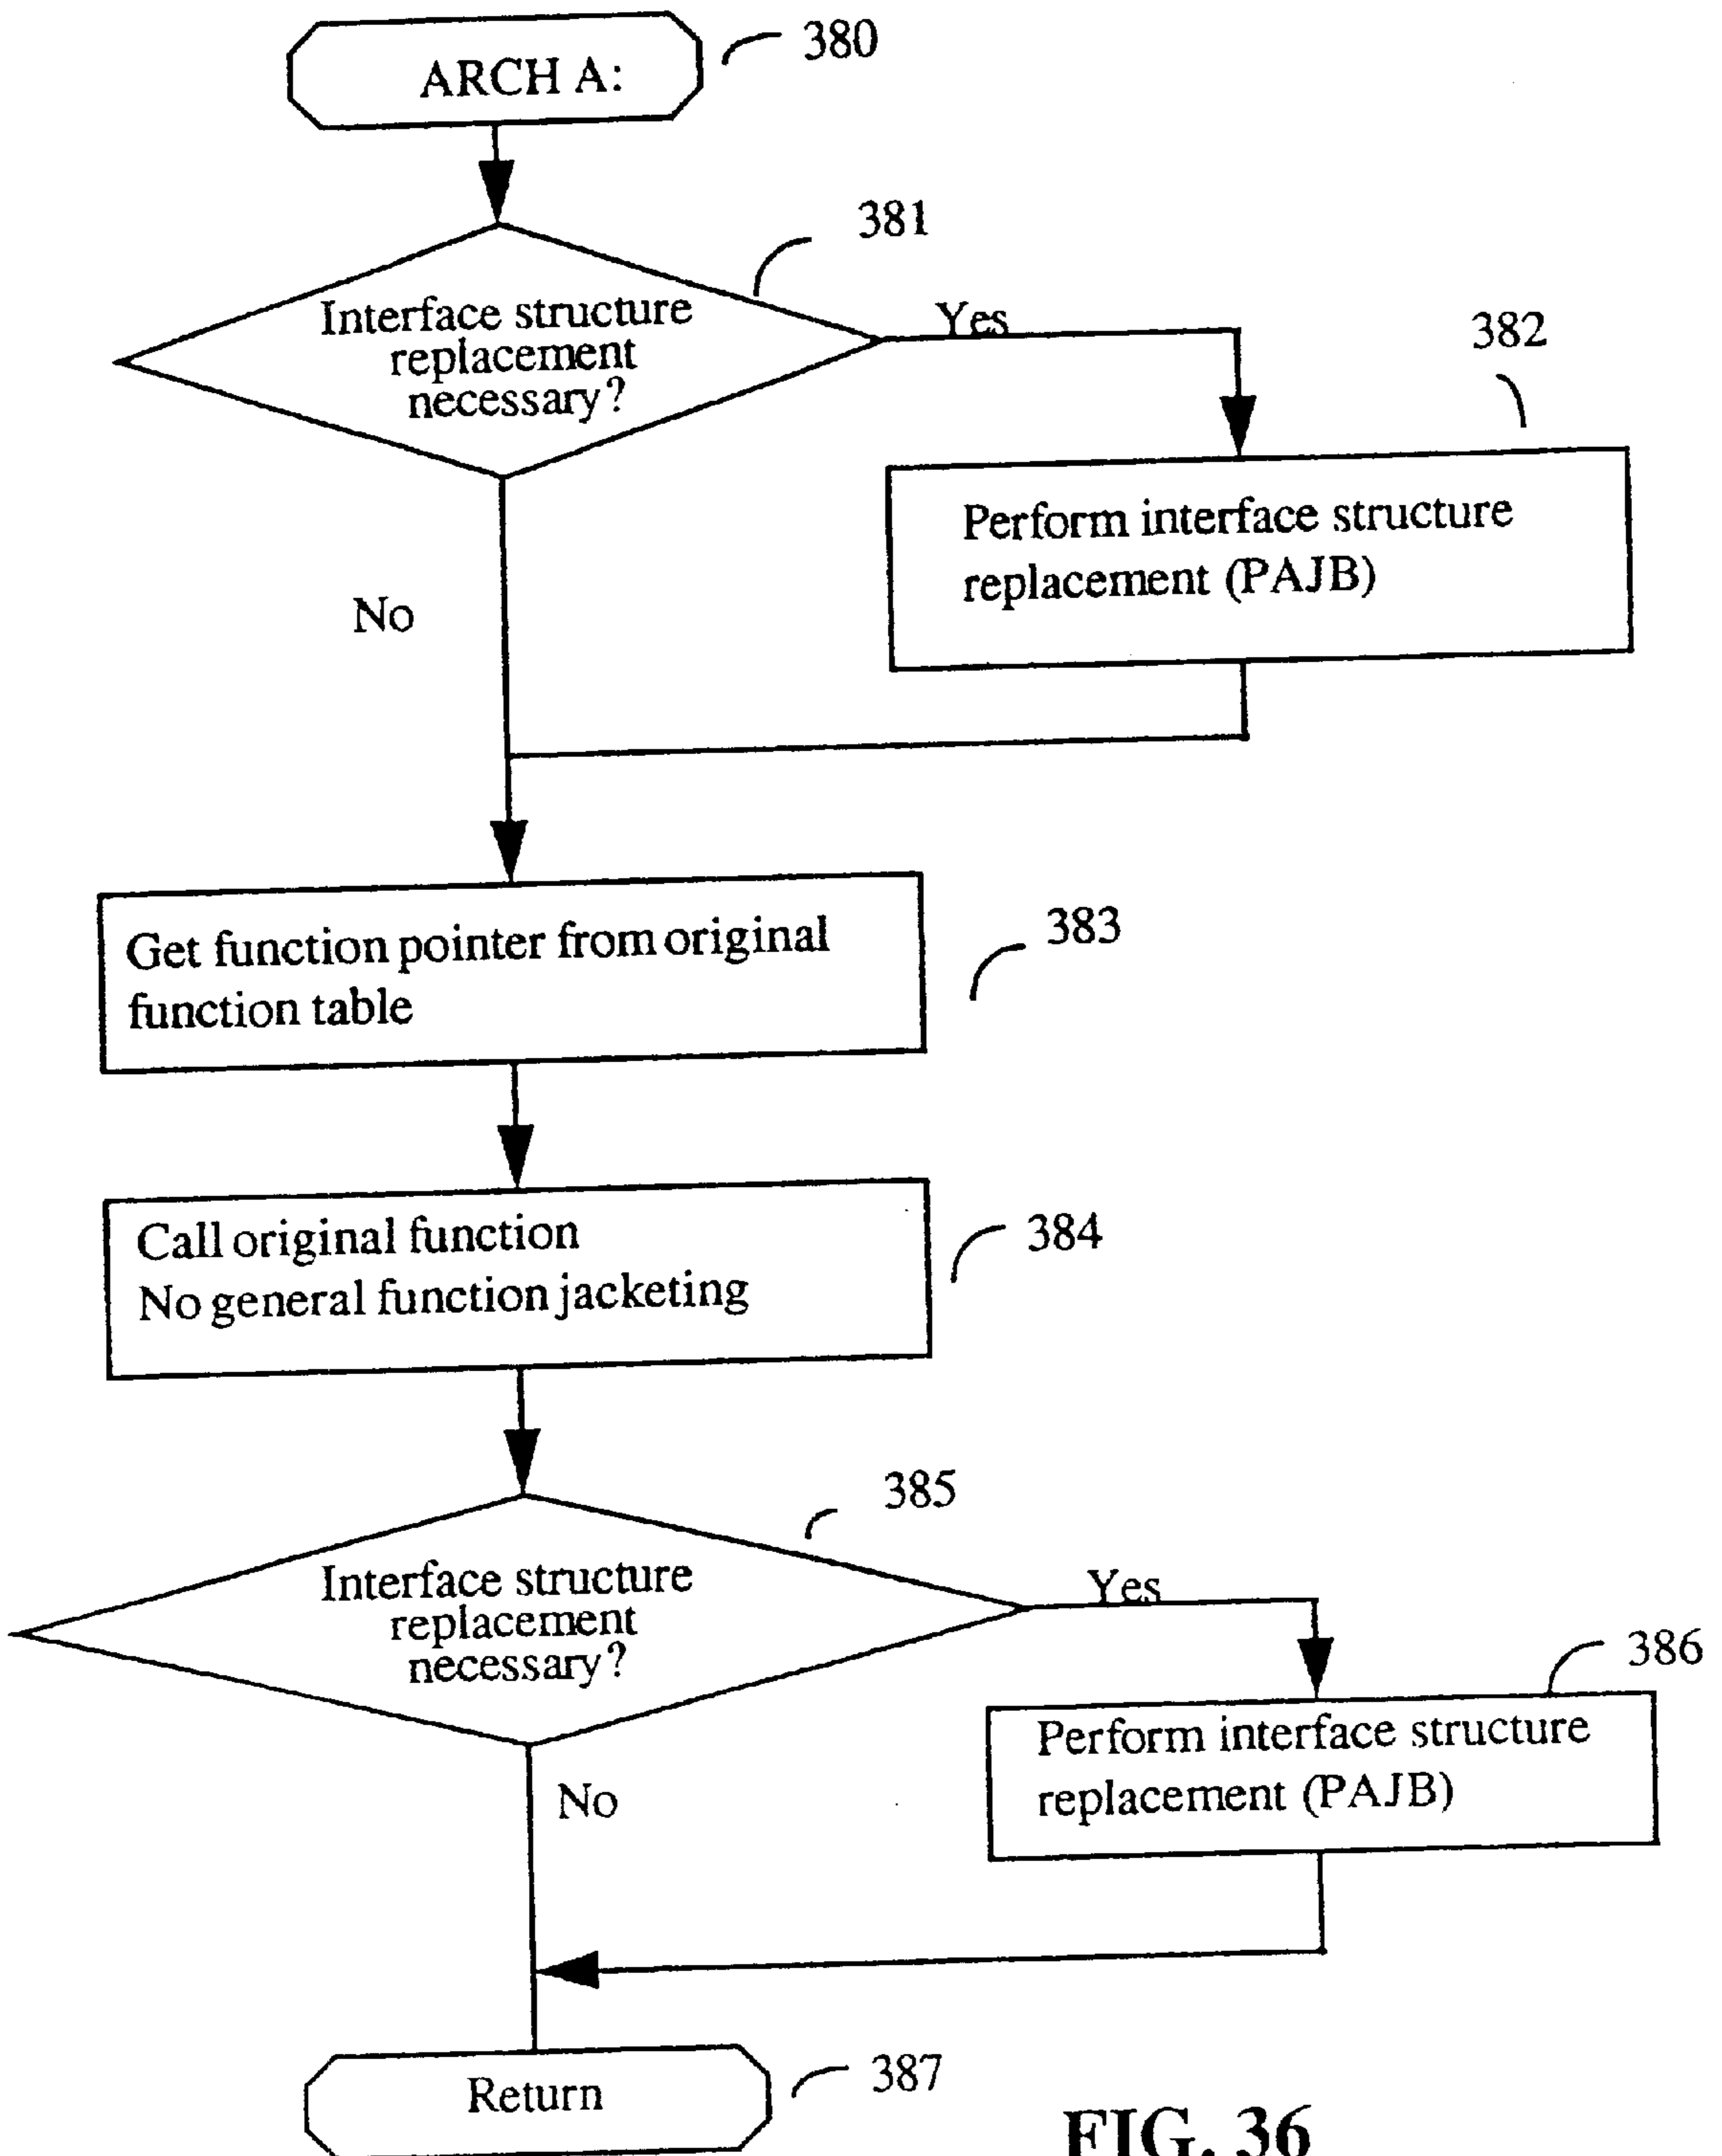 380
ARCH A:
381
Interface structure
replacement
necessary?
Yes
382
Perform interface structure
replacement (PAJB)
No
383
Get function pointer from original
function table
384
Call original function
No general function jacketing
385
Interface structure
replacement
necessary?
Yes
386
Perform interface structure
replacement (PAJB)
No
387
Return
FIG. 36